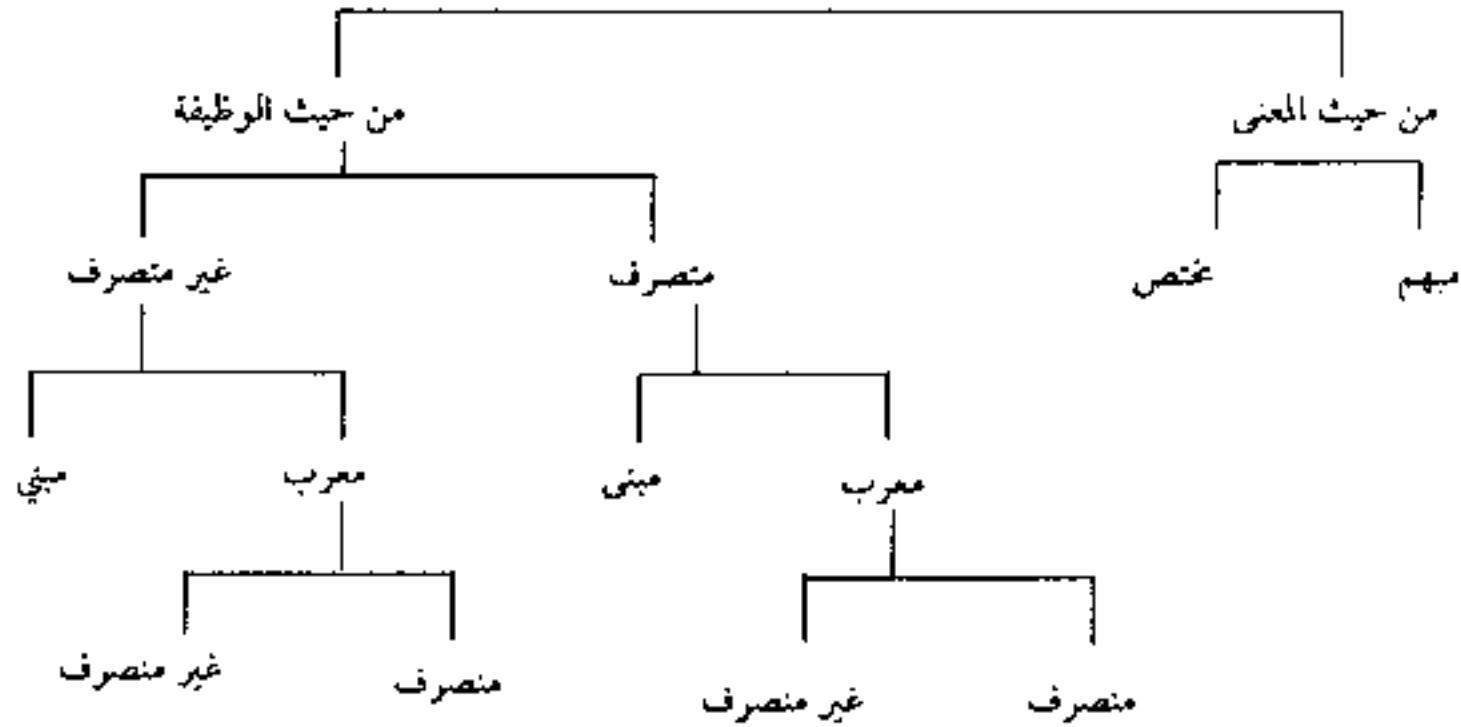 من حيث المعنى
من حيث الوظيفة
مبهم
مختص
متصرف
غير متصرف
معرب
مبنى
معرب
مبني
منصرف
غير منصرف
منصرف
غير منصرف